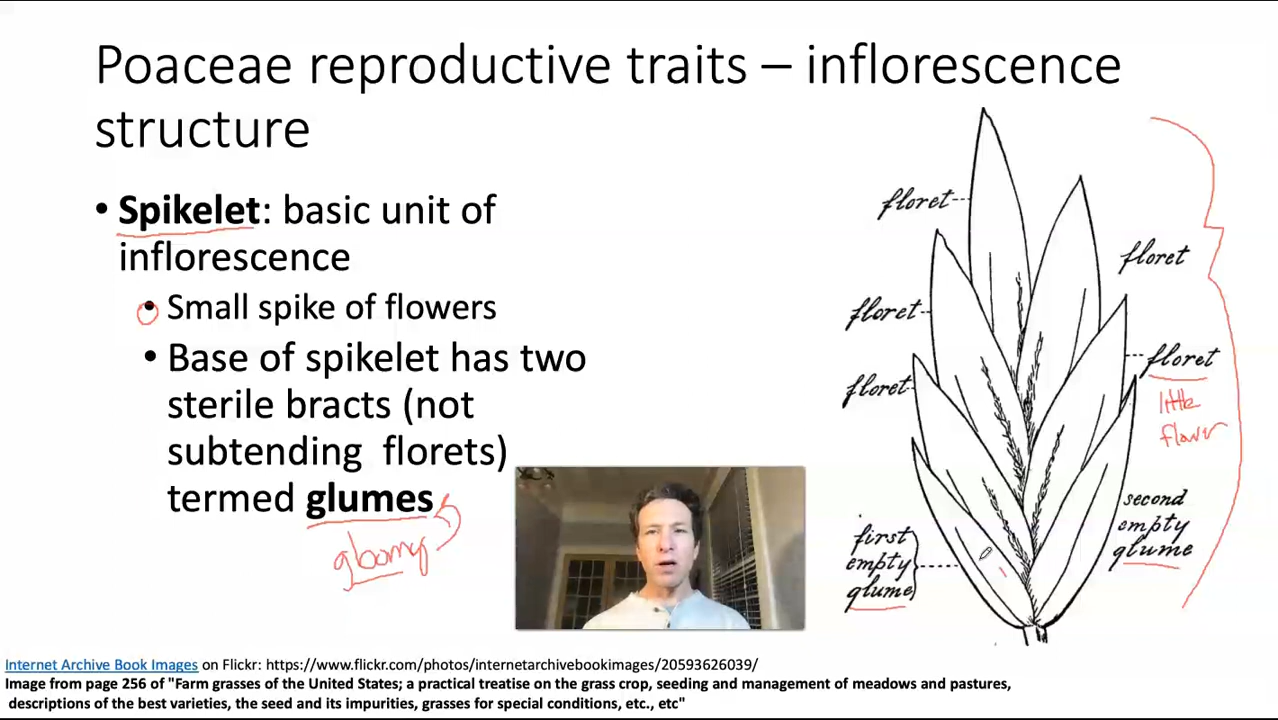 Poaceae reproductive traits – inflorescence
structure
• Spikelet: basic unit of
inflorescence
• Small spike of flowers
• Base of spikelet has two
sterile bracts (not
subtending florets)
termed glumes
gloomy
floret
floret
floret
floret
floret
little
flower
first
empty
glume
second
empty
glume
Internet Archive Book Images on Flickr: https://www.flickr.com/photos/internetarchivebookimages/20593626039/
Image from page 256 of "Farm grasses of the United States; a practical treatise on the grass crop, seeding and management of meadows and pastures,
descriptions of the best varieties, the seed and its impurities, grasses for special conditions, etc., etc"